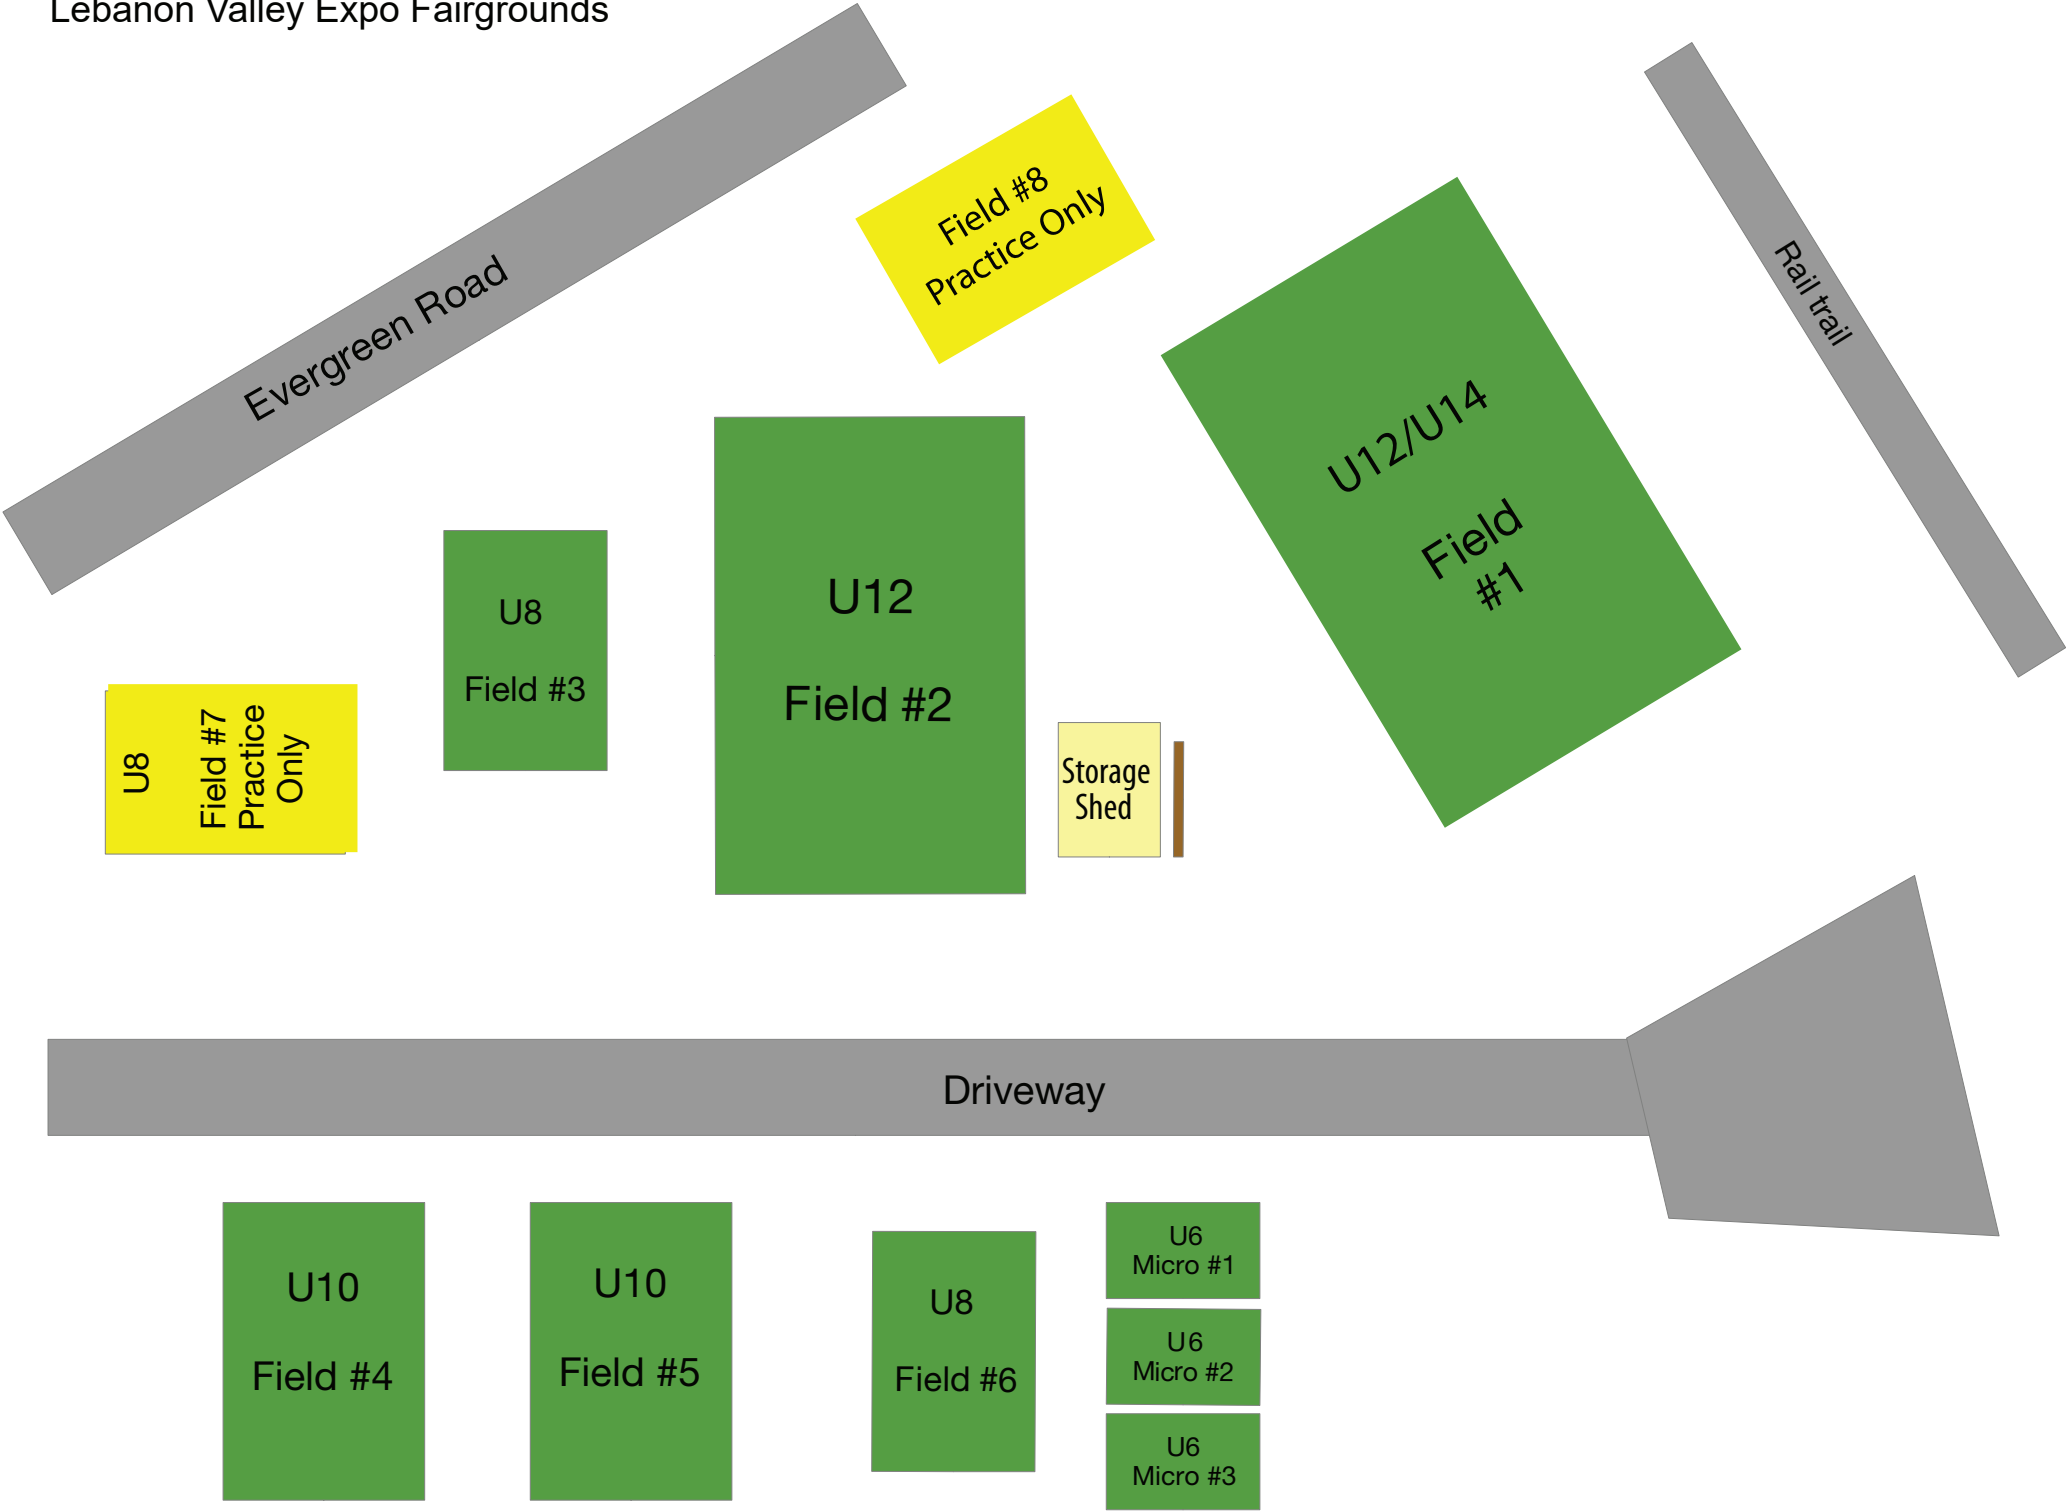 Lebanon Valley Expo Fairgrounds
Evergreen Road
Field #8
Practice Only
Rail trail
U12/U14
Field
#1
U12
Field #2
U8
Field #3
U8
Field #7
Practice
Only
Storage
Shed
Driveway
U10
Field #4
U10
Field #5
U8
Field #6
U6
Micro #1
U6
Micro #2
U6
Micro #3